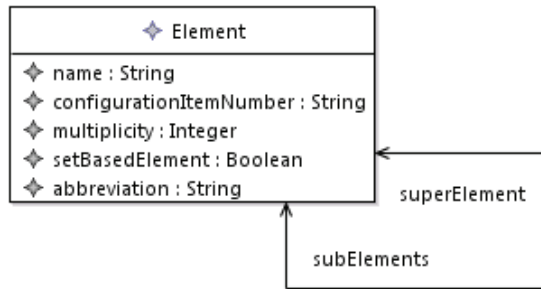 Element
name : String
configurationItemNumber : String
multiplicity : Integer
setBasedElement : Boolean
abbreviation : String
superElement
subElements